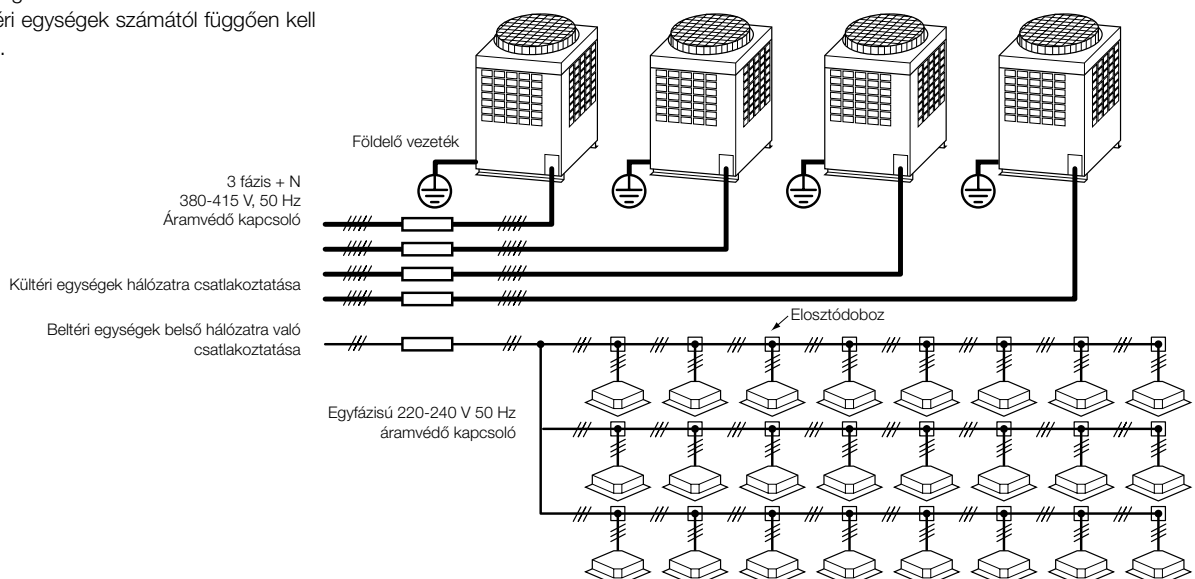 éri egységek számától függően kell
.
Földelő vezeték
3 fázis + N
380-415 V, 50 Hz
Áramvédő kapcsoló
Kültéri egységek hálózatra csatlakoztatása
Elosztódoboz
Beltéri egységek belső hálózatra való
csatlakoztatása
Egyfázisú 220-240 V 50 Hz
áramvédő kapcsoló